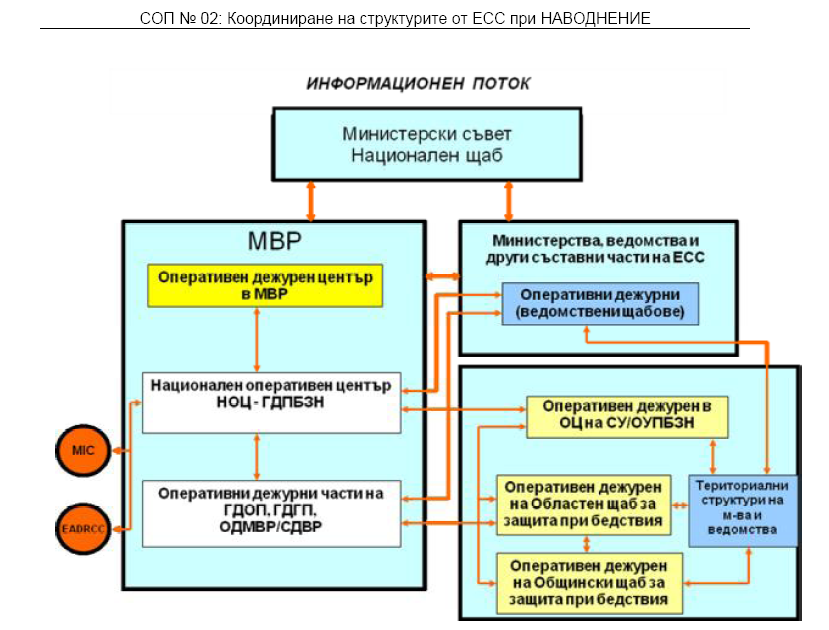 СОП № 02: Координиране на структурите от ЕСС при НАВОДНЕНИЕ
ИНФОРМАЦИОНЕН ПОТОК
Министерски съвет
Национален щаб
МВР
Оперативен дежурен център
в МВР
Национален оперативен център
НОЦ - ГДПБЗН
Оперативни дежурни части на
ГДОП, ГДГП,
ОДМВР/СДВР
MIC
EADRCC
Министерства, ведомства и
други съставни части на ЕСС
Оперативни дежурни
(ведомствени щабове)
Оперативен дежурен в
ОЦ на СУ/ОУПБЗН
Оперативен дежурен
на Областен щаб за
защита при бедствия
Териториални
структури на
м-ва и
ведомства
Оперативен дежурен
на Общински щаб за
защита при бедствия